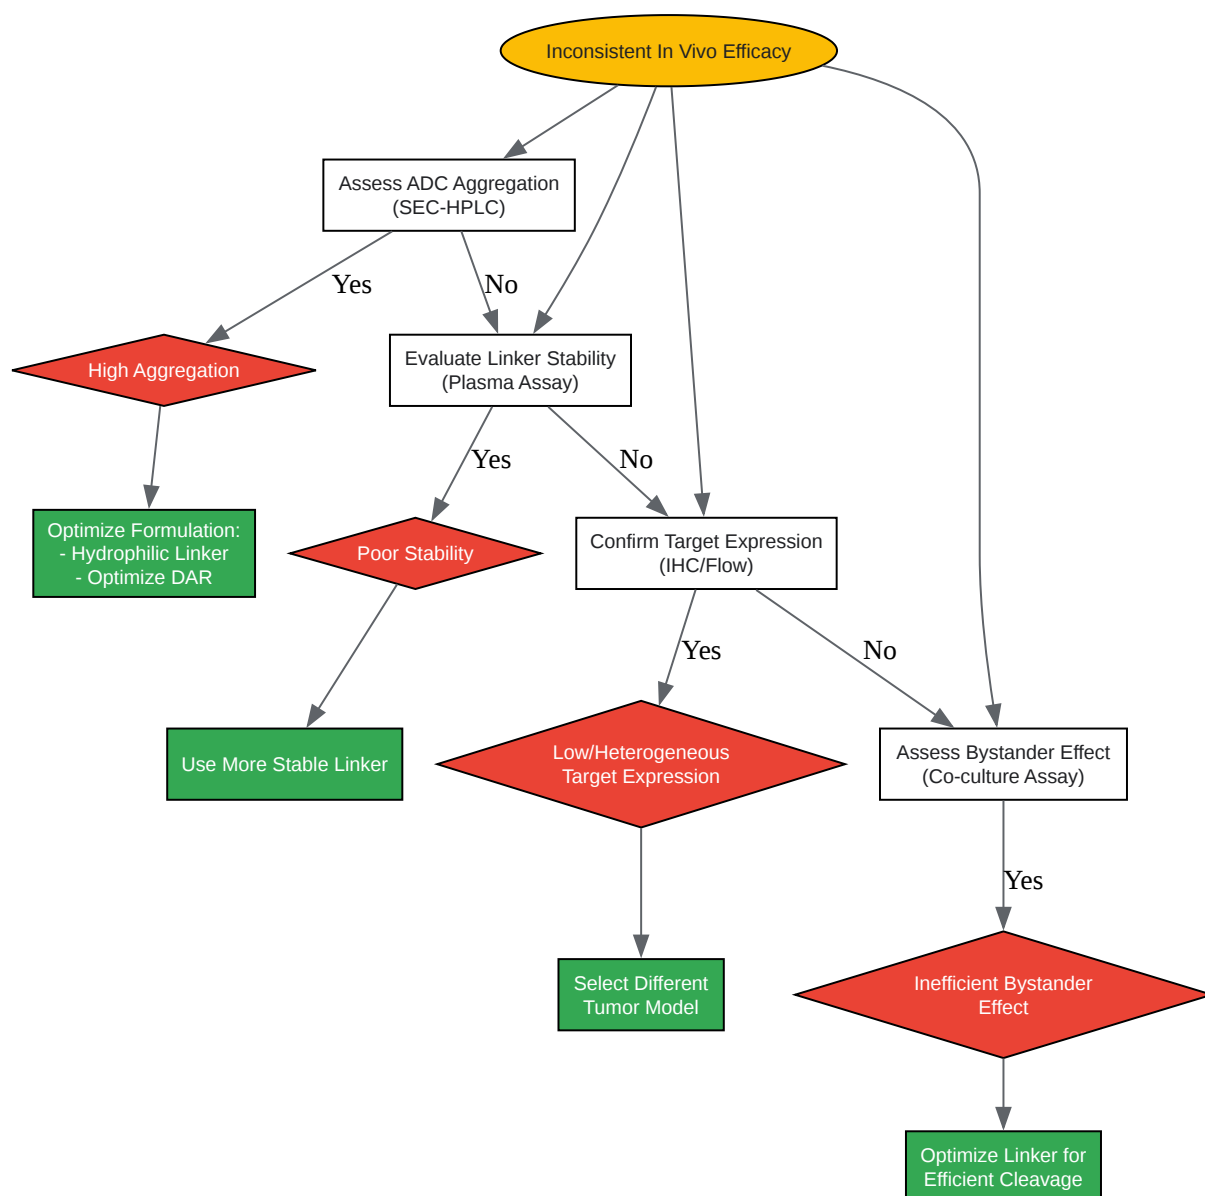 Inconsistent In Vivo Efficacy
Assess ADC Aggregation
(SEC-HPLC)
Yes
No
High Aggregation
Evaluate Linker Stability
(Plasma Assay)
Yes
No
Optimize Formulation:
- Hydrophilic Linker
- Optimize DAR
Poor Stability
Confirm Target Expression
(IHC/Flow)
Yes
No
Use More Stable Linker
Low/Heterogeneous
Target Expression
Assess Bystander Effect
(Co-culture Assay)
Yes
Select Different
Tumor Model
Inefficient Bystander
Effect
Optimize Linker for
Efficient Cleavage